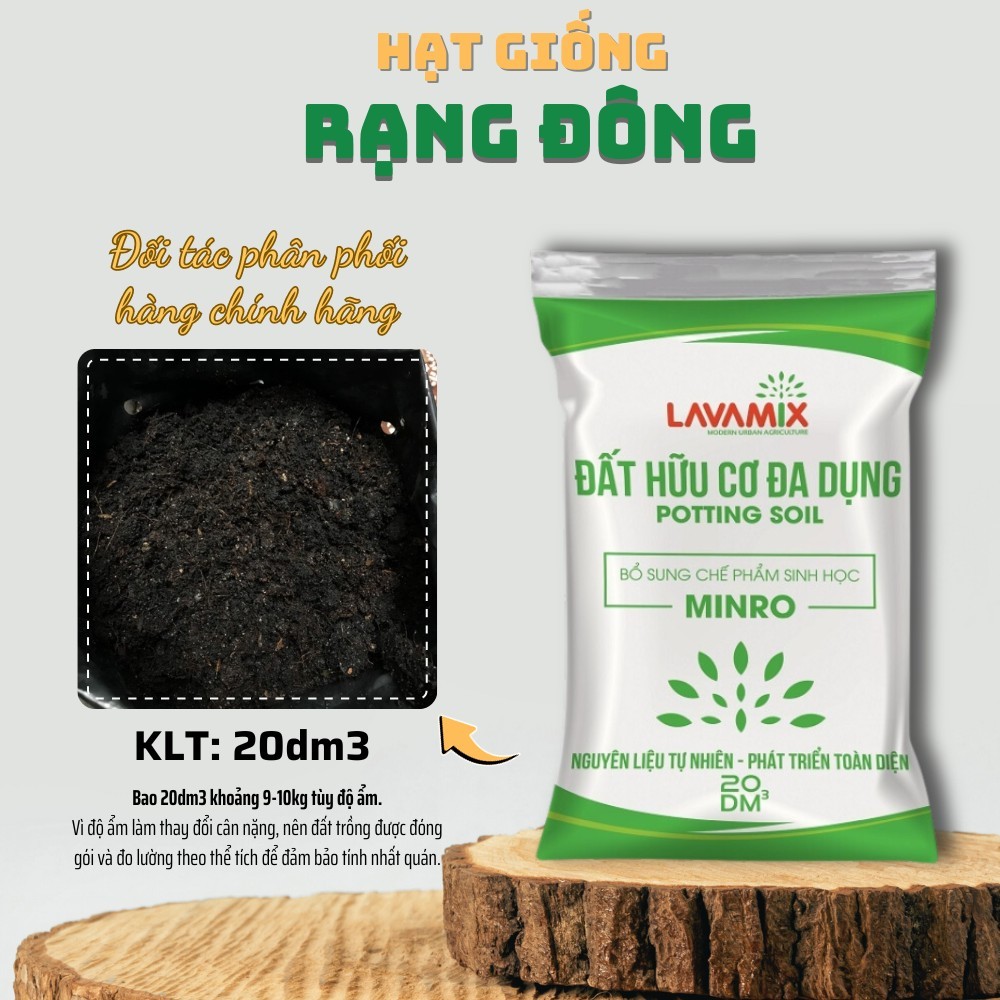 HẠT GIỐNG
RẠNG ĐÔNG
Đối tác phân phối
hàng chính hãng
LAVAMIX
MODERN URBAN AGRICULTURE
ĐẤT HỮU CƠ ĐA DỤNG
POTTING SOIL
BỔ SUNG CHẾ PHẨM SINH HỌC
MINRO
NGUYÊN LIỆU TỰ NHIÊN - PHÁT TRIỂN TOÀN DIỆN
20
DM³
KLT: 20dm3
Bao 20dm3 khoảng 9-10kg tùy độ ẩm.
Vì độ ẩm làm thay đổi cân nặng, nên đất trồng được đóng
gói và đo lường theo thể tích để đảm bảo tính nhất quán.